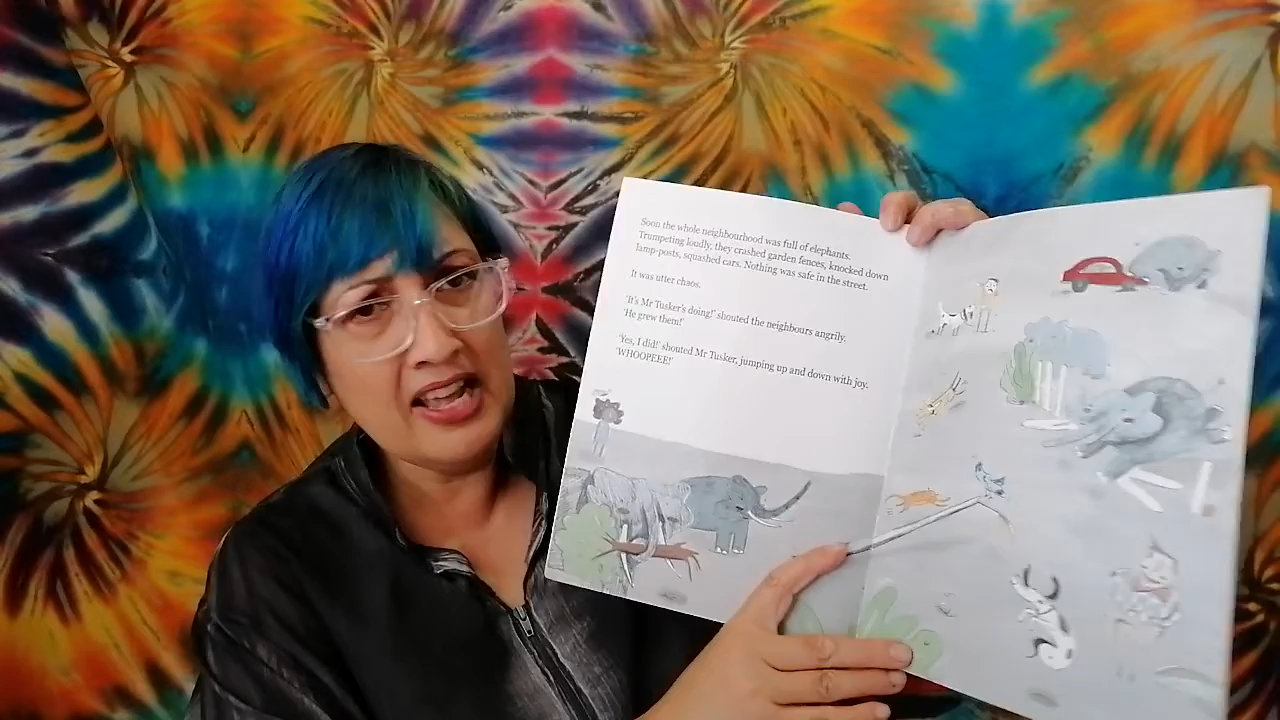 Soon the whole neighbourhood was full of elephants.
Trumpeting loudly, they crashed garden fences, knocked down
lamp-posts, squashed cars. Nothing was safe in the street.
It was utter chaos.
'It's Mr Tusker's doing!' shouted the neighbours angrily.
'He grew them!'
'Yes, I did!' shouted Mr Tusker, jumping up and down with joy.
'WHOOPEEE!'